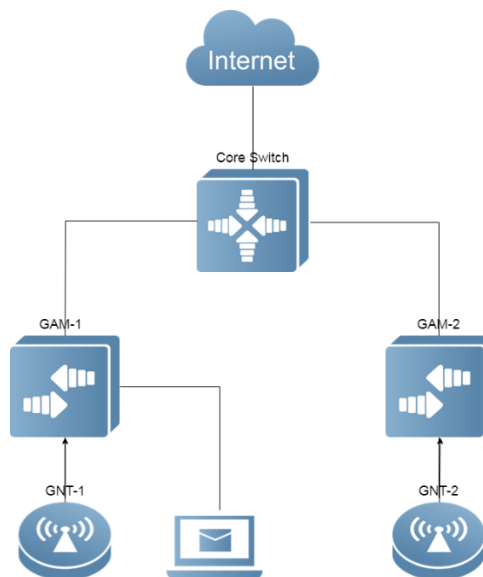 Internet
Core Switch
GAM-1
GAM-2
GNT-1
GNT-2